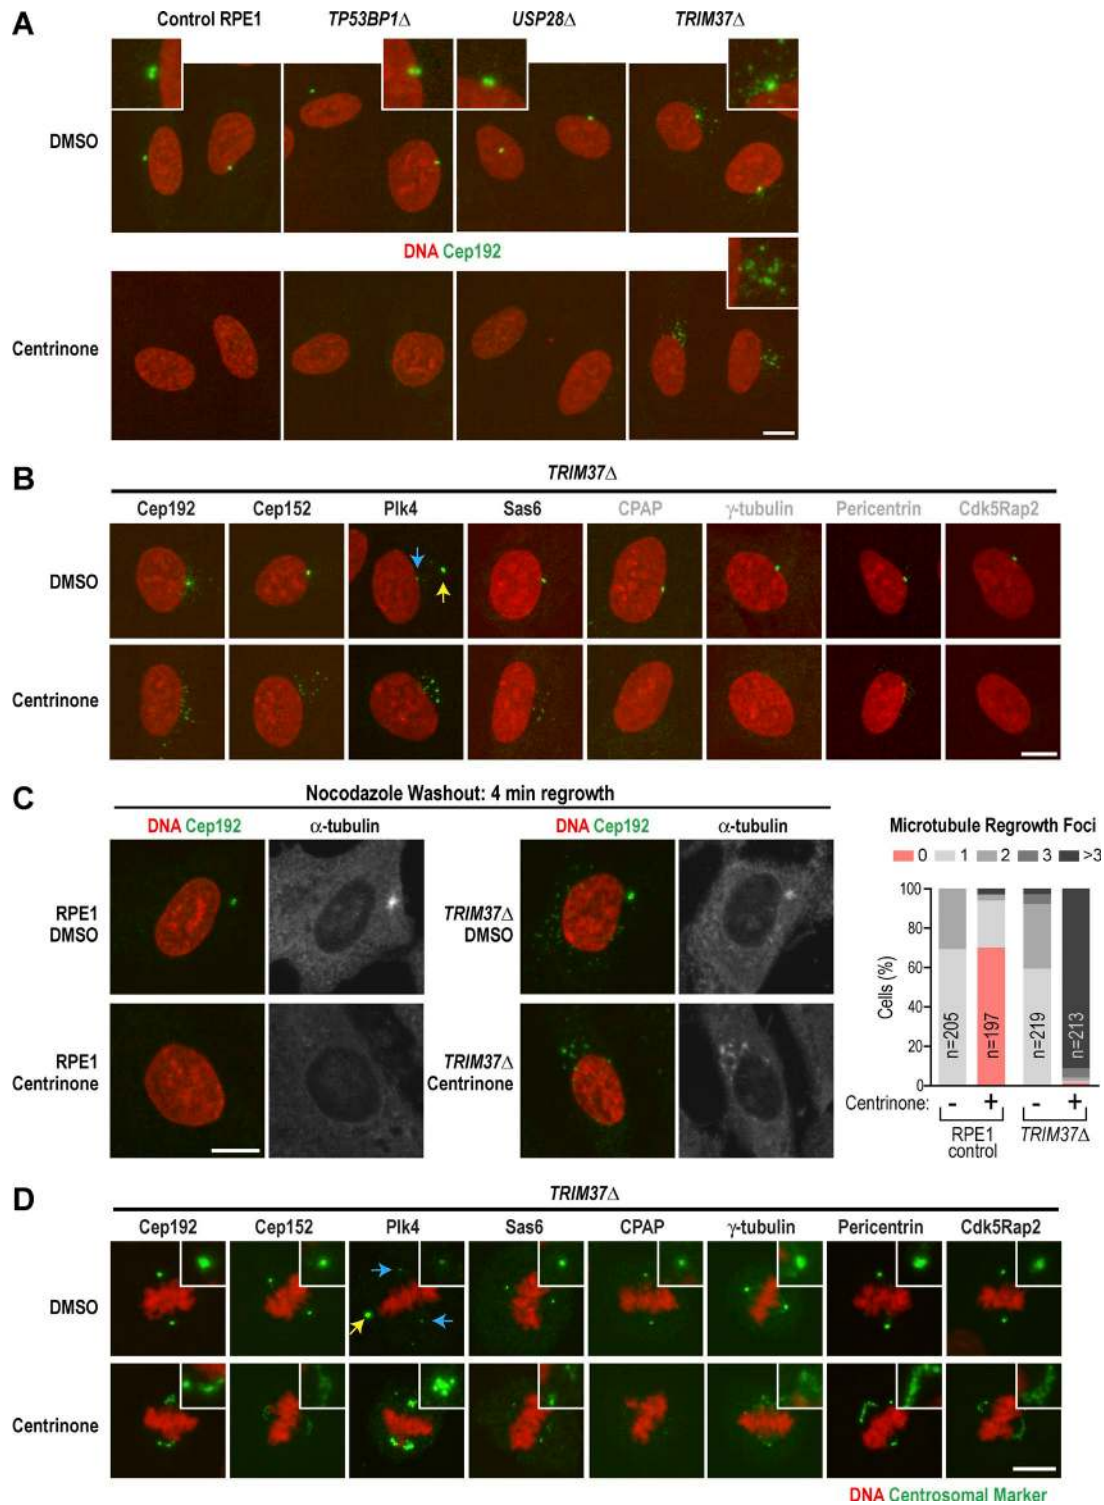 A
Control RPE1 TP53BP1Δ USP28Δ TRIM37Δ
DMSO
DNA Cep192
Centrinone
B
TRIM37Δ
Cep192 Cep152 Plk4 Sas6 CPAP γ-tubulin Pericentrin Cdk5Rap2
DMSO
Centrinone
C
Nocodazole Washout: 4 min regrowth
DNA Cep192 α-tubulin DNA Cep192 α-tubulin
RPE1
DMSO
TRIM37Δ
DMSO
RPE1
Centrinone
TRIM37Δ
Centrinone
Microtubule Regrowth Foci
0 1 2 3 >3
100
80
60
40
20
0
Cells (%)
n=205 n=197 n=219 n=213
Centrinone: - + - +
RPE1
control
TRIM37Δ
D
TRIM37Δ
Cep192 Cep152 Plk4 Sas6 CPAP γ-tubulin Pericentrin Cdk5Rap2
DMSO
Centrinone
DNA Centrosomal Marker